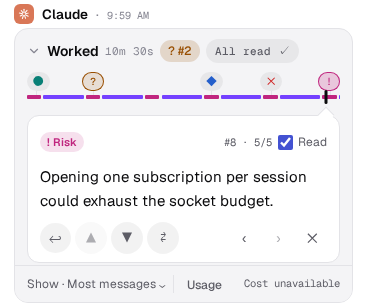 Claude · 9:59 AM
Worked 10m 30s ? #2 All read ✓
? !
! Risk #8 · 5/5 Read
Opening one subscription per session
could exhaust the socket budget.
Show · Most messages Usage Cost unavailable